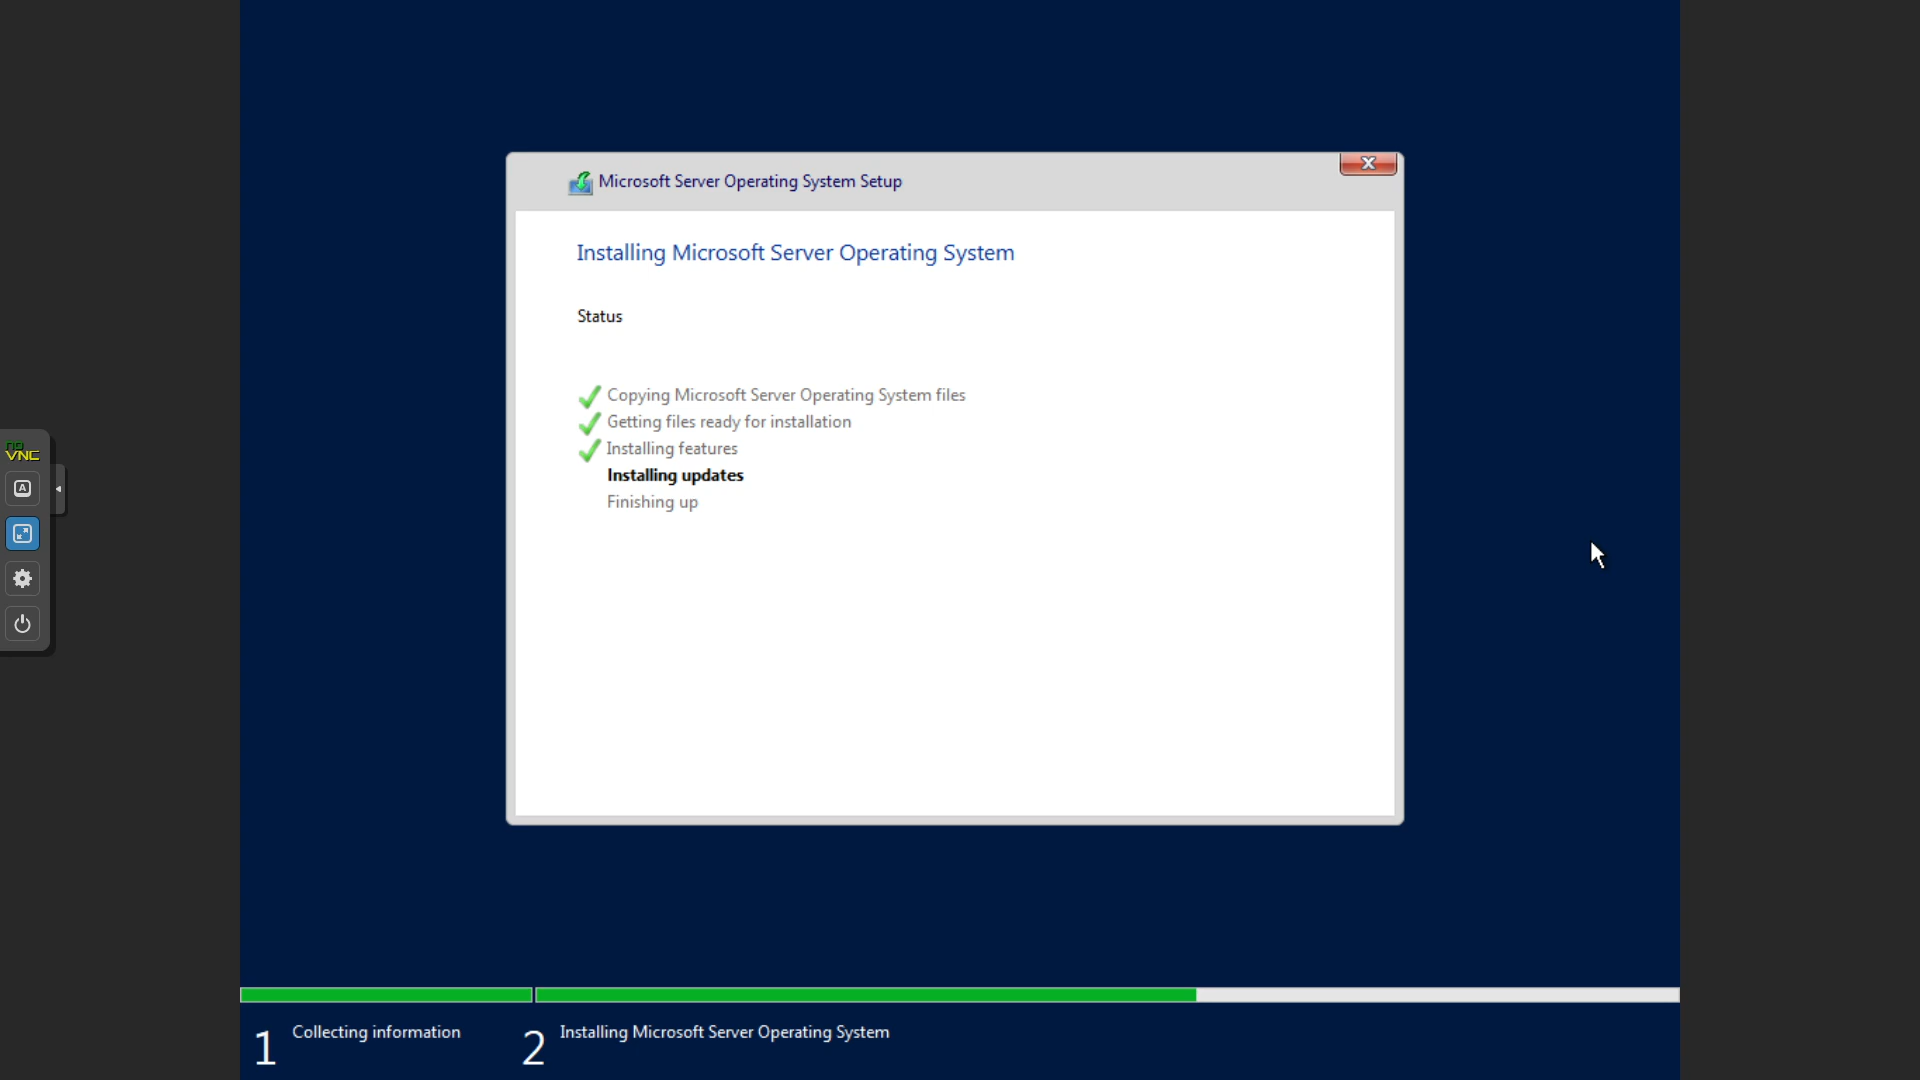 Microsoft Server Operating System Setup
Installing Microsoft Server Operating System
Status
Copying Microsoft Server Operating System files
Getting files ready for installation
Installing features
Installing updates
Finishing up
no
VNC
A
1 Collecting information
2 Installing Microsoft Server Operating System